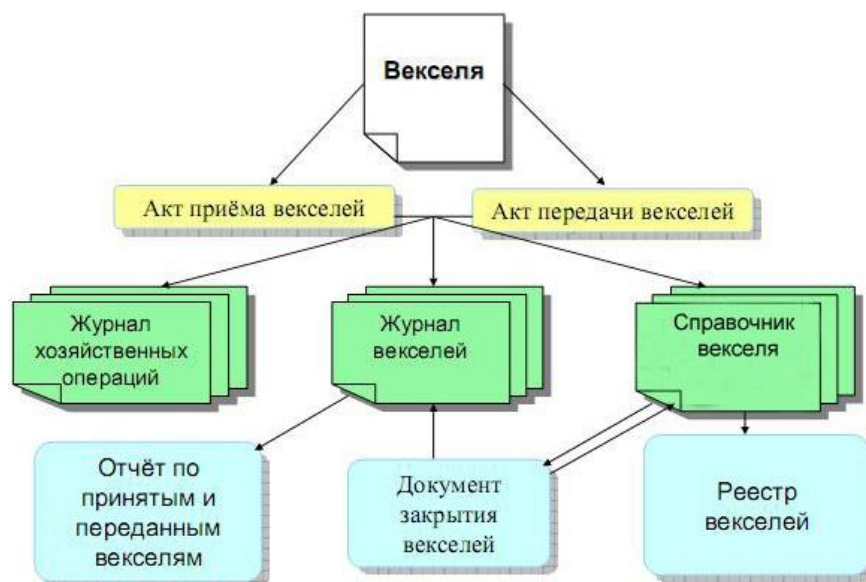 Векселя
Акт приёма векселей
Акт передачи векселей
Журнал
хозяйственных
операций
Журнал
векселей
Справочник
векселя
Отчёт по
принятым и
переданным
векселям
Документ
закрытия
векселей
Реестр
векселей